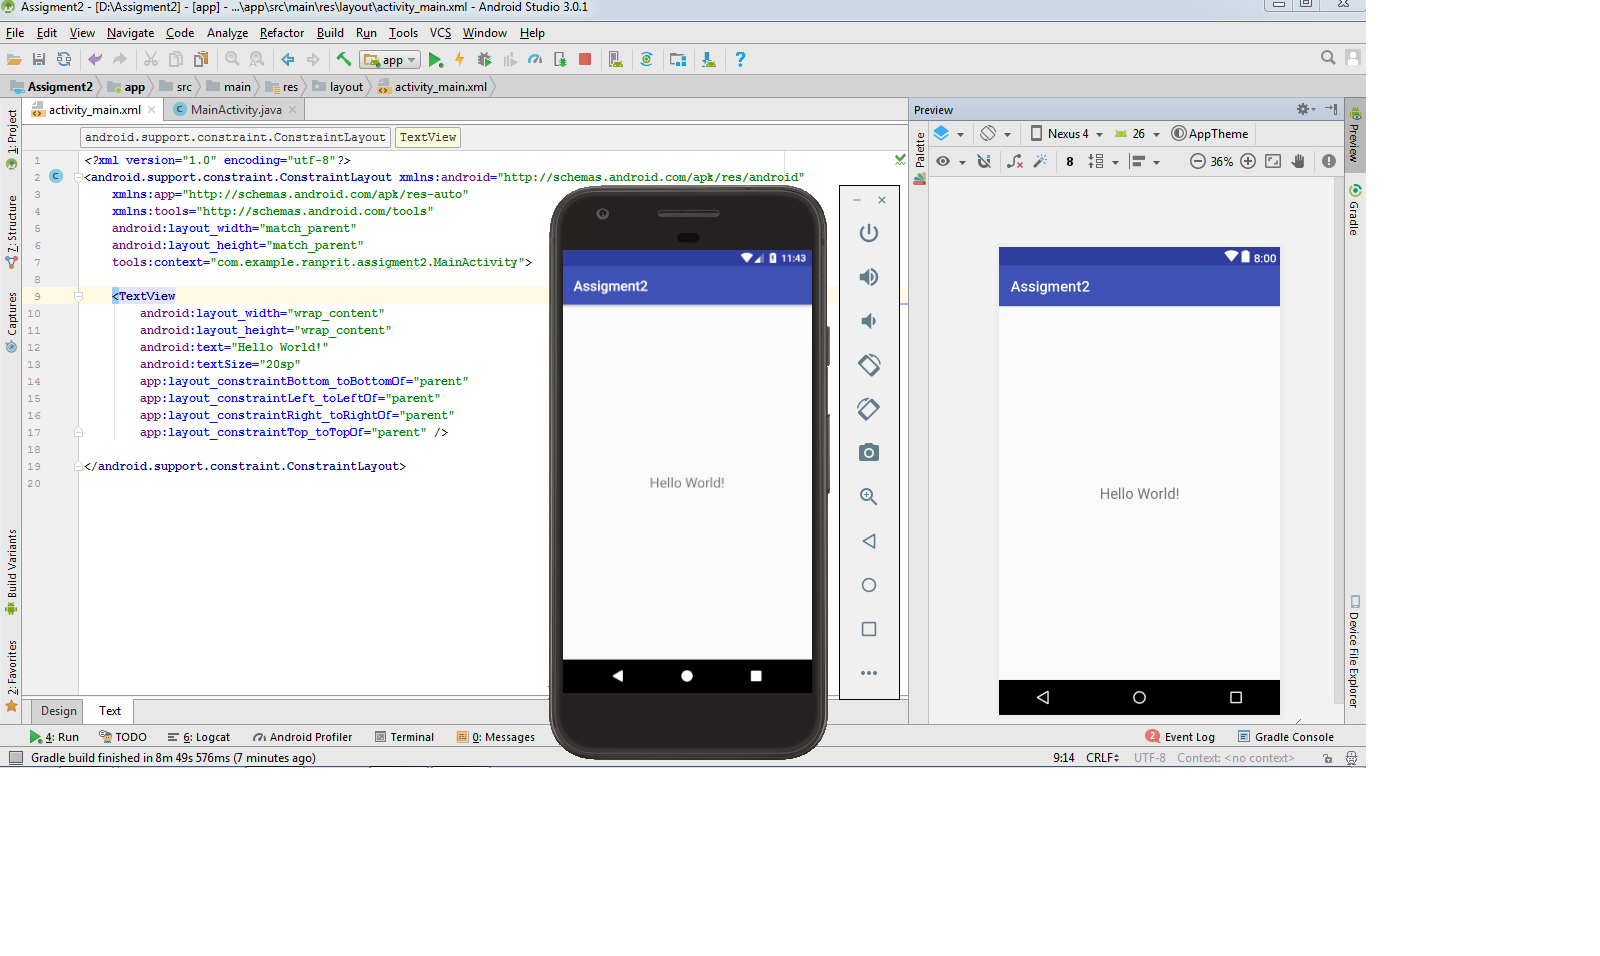 Assigment2 - [D:\Assigment2] - [app] - ...\app\src\main\res\layout\activity_main.xml - Android Studio 3.0.1
File Edit View Navigate Code Analyze Refactor Build Run Tools VCS Window Help
app
Assigment2 app src main res layout activity_main.xml
activity_main.xml MainActivity.java
Preview
android.support.constraint.ConstraintLayout TextView
Nexus 4 26 AppTheme
8 36%
1: Project
7: Structure
Captures
Build Variants
2: Favorites
1 <?xml version="1.0" encoding="utf-8"?>
2 <android.support.constraint.ConstraintLayout xmlns:android="http://schemas.android.com/apk/res/android"
3 xmlns:app="http://schemas.android.com/apk/res-auto"
4 xmlns:tools="http://schemas.android.com/tools"
5 android:layout_width="match_parent"
6 android:layout_height="match_parent"
7 tools:context="com.example.ranprit.assigment2.MainActivity">
8
9 <TextView
10 android:layout_width="wrap_content"
11 android:layout_height="wrap_content"
12 android:text="Hello World!"
13 android:textSize="20sp"
14 app:layout_constraintBottom_toBottomOf="parent"
15 app:layout_constraintLeft_toLeftOf="parent"
16 app:layout_constraintRight_toRightOf="parent"
17 app:layout_constraintTop_toTopOf="parent" />
18
19 </android.support.constraint.ConstraintLayout>
20
11:43
Assigment2
Hello World!
Palette
8:00
Assigment2
Hello World!
Preview
Gradle
Device File Explorer
Design Text
4: Run TODO 6: Logcat Android Profiler Terminal 0: Messages 2 Event Log Gradle Console
Gradle build finished in 8m 49s 576ms (7 minutes ago) 9:14 CRLF UTF-8 Context: <no context>